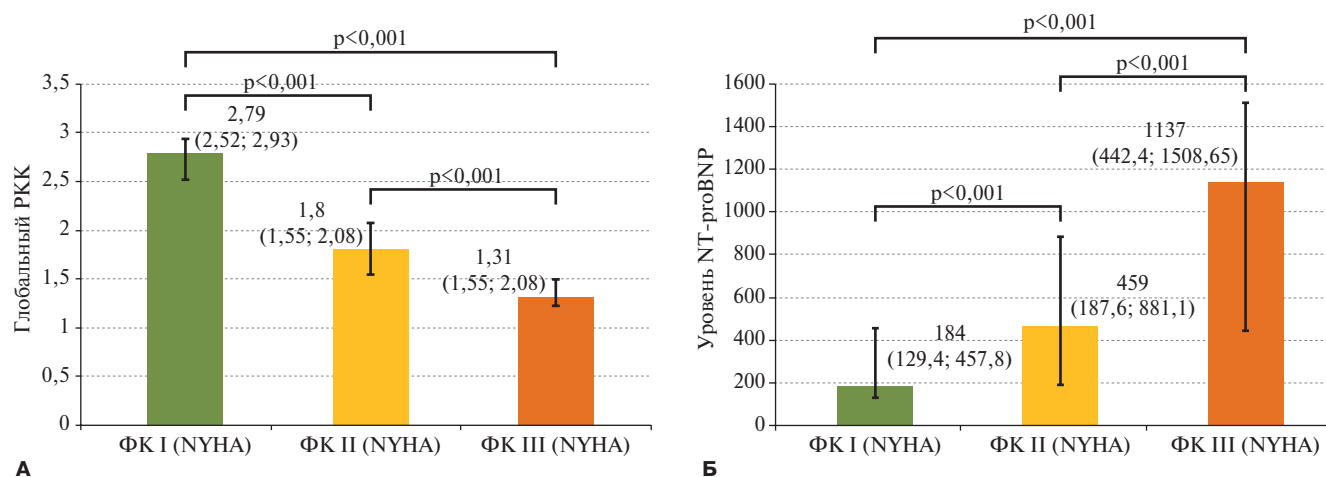 p<0,001
p<0,001
p<0,001
Глобальный РКК
3,5
3
2,5
2
1,5
1
0,5
0
2,79
(2,52; 2,93)
1,8
(1,55; 2,08)
1,31
(1,55; 2,08)
ФК I (NYHA)
ФК II (NYHA)
ФК III (NYHA)
А
p<0,001
p<0,001
p<0,001
Уровень NT-proBNP
1600
1400
1200
1000
800
600
400
200
0
184
(129,4; 457,8)
459
(187,6; 881,1)
1137
(442,4; 1508,65)
ФК I (NYHA)
ФК II (NYHA)
ФК III (NYHA)
Б